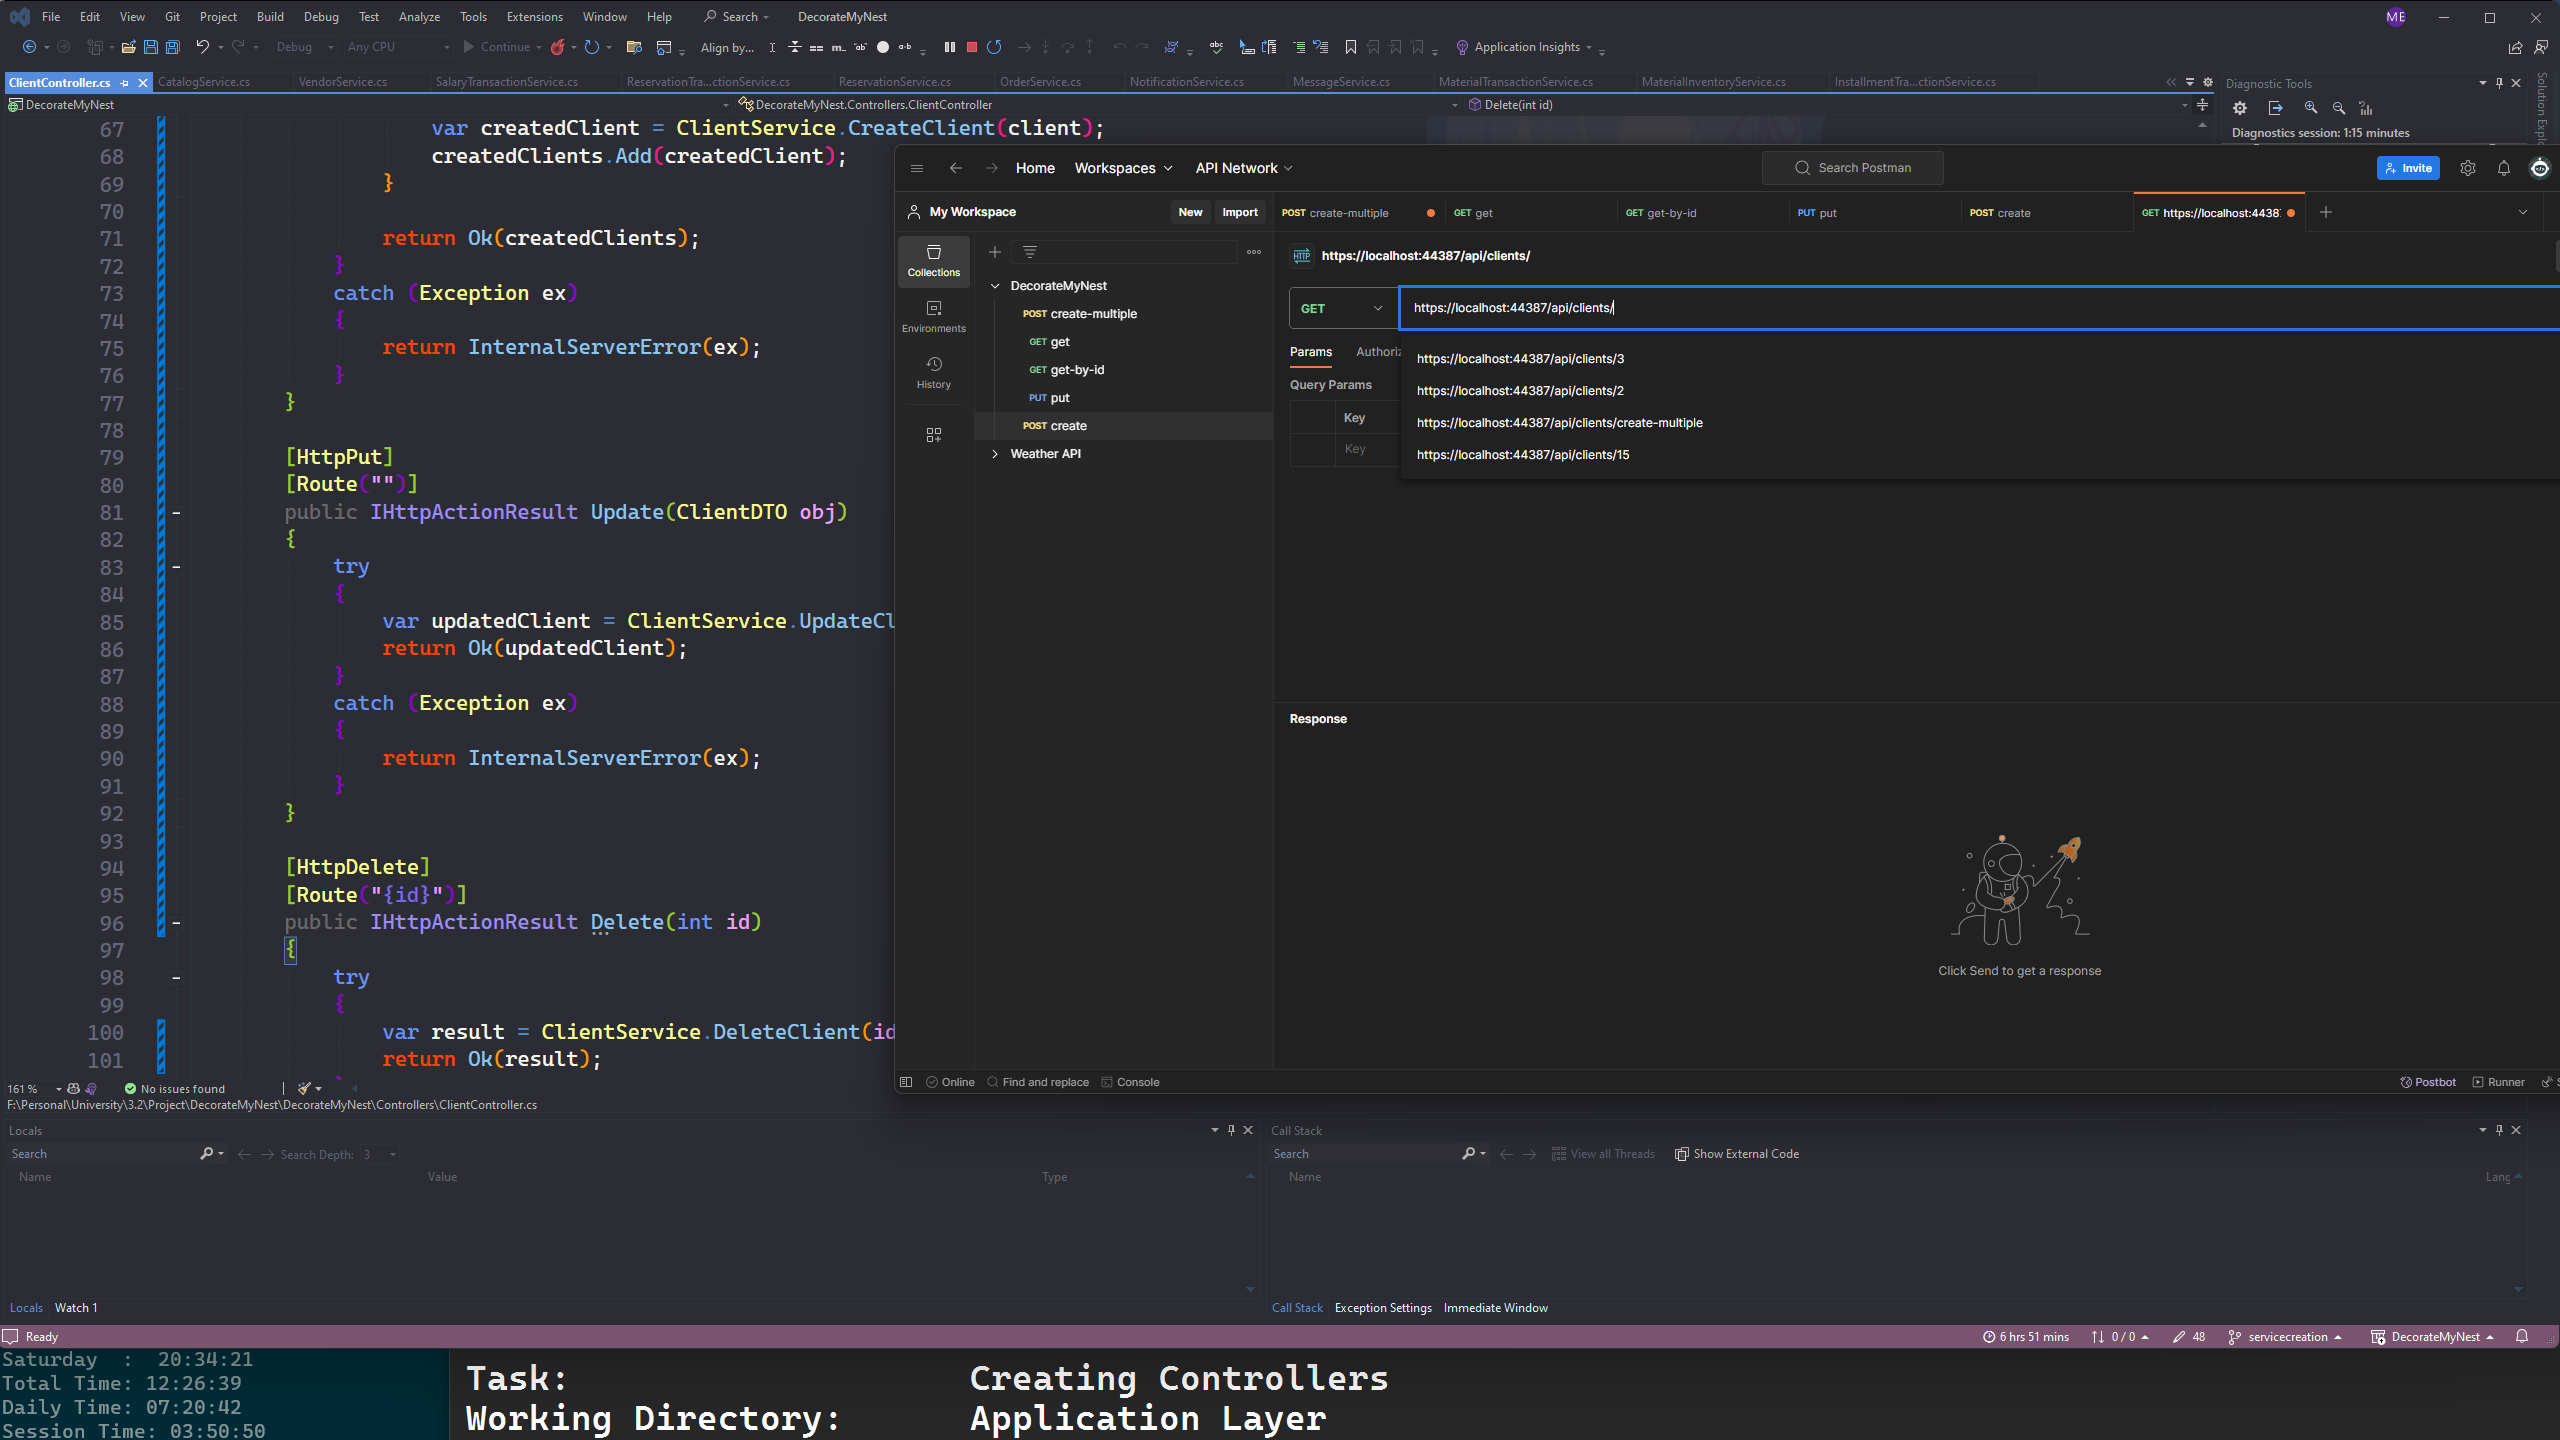 File Edit View Git Project Build Debug Test Analyze Tools Extensions Window Help Search DecorateMyNest ME
Debug Any CPU Continue Align by... Application Insights
ClientController.cs CatalogService.cs VendorService.cs SalaryTransactionService.cs ReservationTra...ctionService.cs ReservationService.cs OrderService.cs NotificationService.cs MessageService.cs MaterialTransactionService.cs MaterialInventoryService.cs InstallmentTra...ctionService.cs
DecorateMyNest DecorateMyNest.Controllers.ClientController Delete(int id)
Diagnostic Tools
Diagnostics session: 1:15 minutes
Solution Explo
67 var createdClient = ClientService.CreateClient(client);
68 createdClients.Add(createdClient);
69 }
70
71 return Ok(createdClients);
72 }
73 catch (Exception ex)
74 {
75 return InternalServerError(ex);
76 }
77 }
78
79 [HttpPut]
80 [Route("")]
81 public IHttpActionResult Update(ClientDTO obj)
82 {
83 try
84 {
85 var updatedClient = ClientService.UpdateCl
86 return Ok(updatedClient);
87 }
88 catch (Exception ex)
89 {
90 return InternalServerError(ex);
91 }
92 }
93
94 [HttpDelete]
95 [Route("{id}")]
96 public IHttpActionResult Delete(int id)
97 {
98 try
99 {
100 var result = ClientService.DeleteClient(id
101 return Ok(result);
161 % No issues found
F:\Personal\University\3.2\Project\DecorateMyNest\DecorateMyNest\Controllers\ClientController.cs
Home Workspaces API Network Search Postman Invite
My Workspace New Import
POST create-multiple GET get GET get-by-id PUT put POST create GET https://localhost:4438
Collections
Environments
History
DecorateMyNest
POST create-multiple
GET get
GET get-by-id
PUT put
POST create
Weather API
HTTP https://localhost:44387/api/clients/
GET https://localhost:44387/api/clients/
Params Authoriz
Query Params
Key
Key
https://localhost:44387/api/clients/3
https://localhost:44387/api/clients/2
https://localhost:44387/api/clients/create-multiple
https://localhost:44387/api/clients/15
Response
Click Send to get a response
Online Find and replace Console Postbot Runner
Locals
Search Search Depth: 3
Name Value Type
Locals Watch 1
Call Stack
Search View all Threads Show External Code
Name Lang
Call Stack Exception Settings Immediate Window
Ready 6 hrs 51 mins 0 / 0 48 servicecreation DecorateMyNest
Saturday : 20:34:21
Total Time: 12:26:39
Daily Time: 07:20:42
Session Time: 03:50:50
Task: Creating Controllers
Working Directory: Application Layer